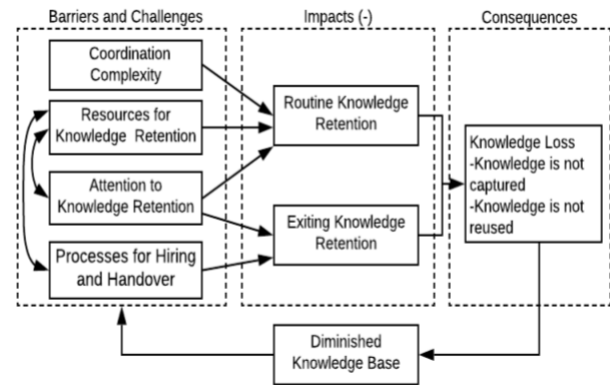 Barriers and Challenges
Impacts (-)
Consequences
Coordination
Complexity
Resources for
Knowledge Retention
Attention to
Knowledge Retention
Processes for Hiring
and Handover
Routine Knowledge
Retention
Exiting Knowledge
Retention
Knowledge Loss
-Knowledge is not
captured
-Knowledge is not
reused
Diminished
Knowledge Base